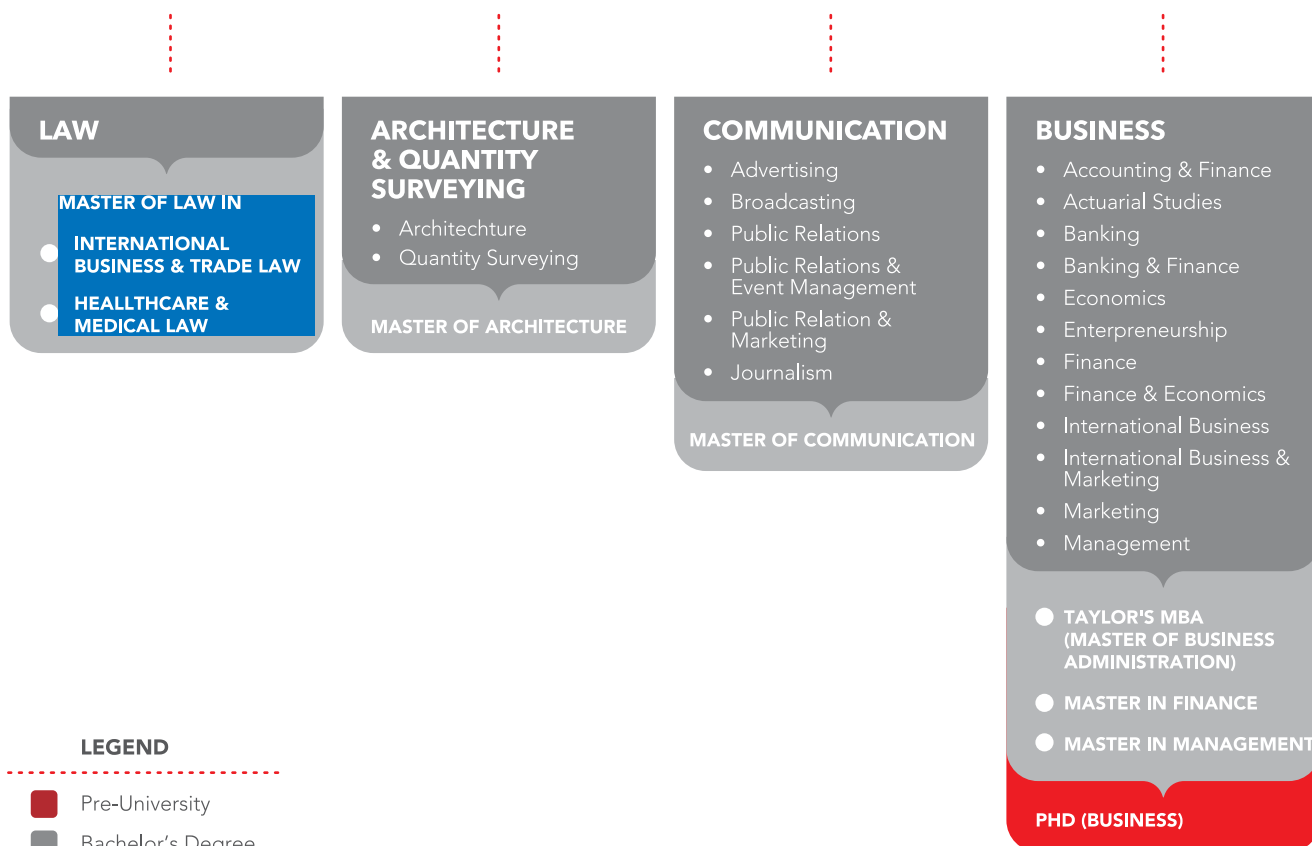 LAW
MASTER OF LAW IN
INTERNATIONAL
BUSINESS & TRADE LAW
HEALLTHCARE &
MEDICAL LAW
ARCHITECTURE
& QUANTITY
SURVEYING
• Architechture
• Quantity Surveying
MASTER OF ARCHITECTURE
COMMUNICATION
• Advertising
• Broadcasting
• Public Relations
• Public Relations &
Event Management
• Public Relation &
Marketing
• Journalism
MASTER OF COMMUNICATION
BUSINESS
• Accounting & Finance
• Actuarial Studies
• Banking
• Banking & Finance
• Economics
• Enterpreneurship
• Finance
• Finance & Economics
• International Business
• International Business &
Marketing
• Marketing
• Management
TAYLOR'S MBA
(MASTER OF BUSINESS
ADMINISTRATION)
MASTER IN FINANCE
MASTER IN MANAGEMENT
PHD (BUSINESS)
LEGEND
Pre-University
Bachelor's Degree